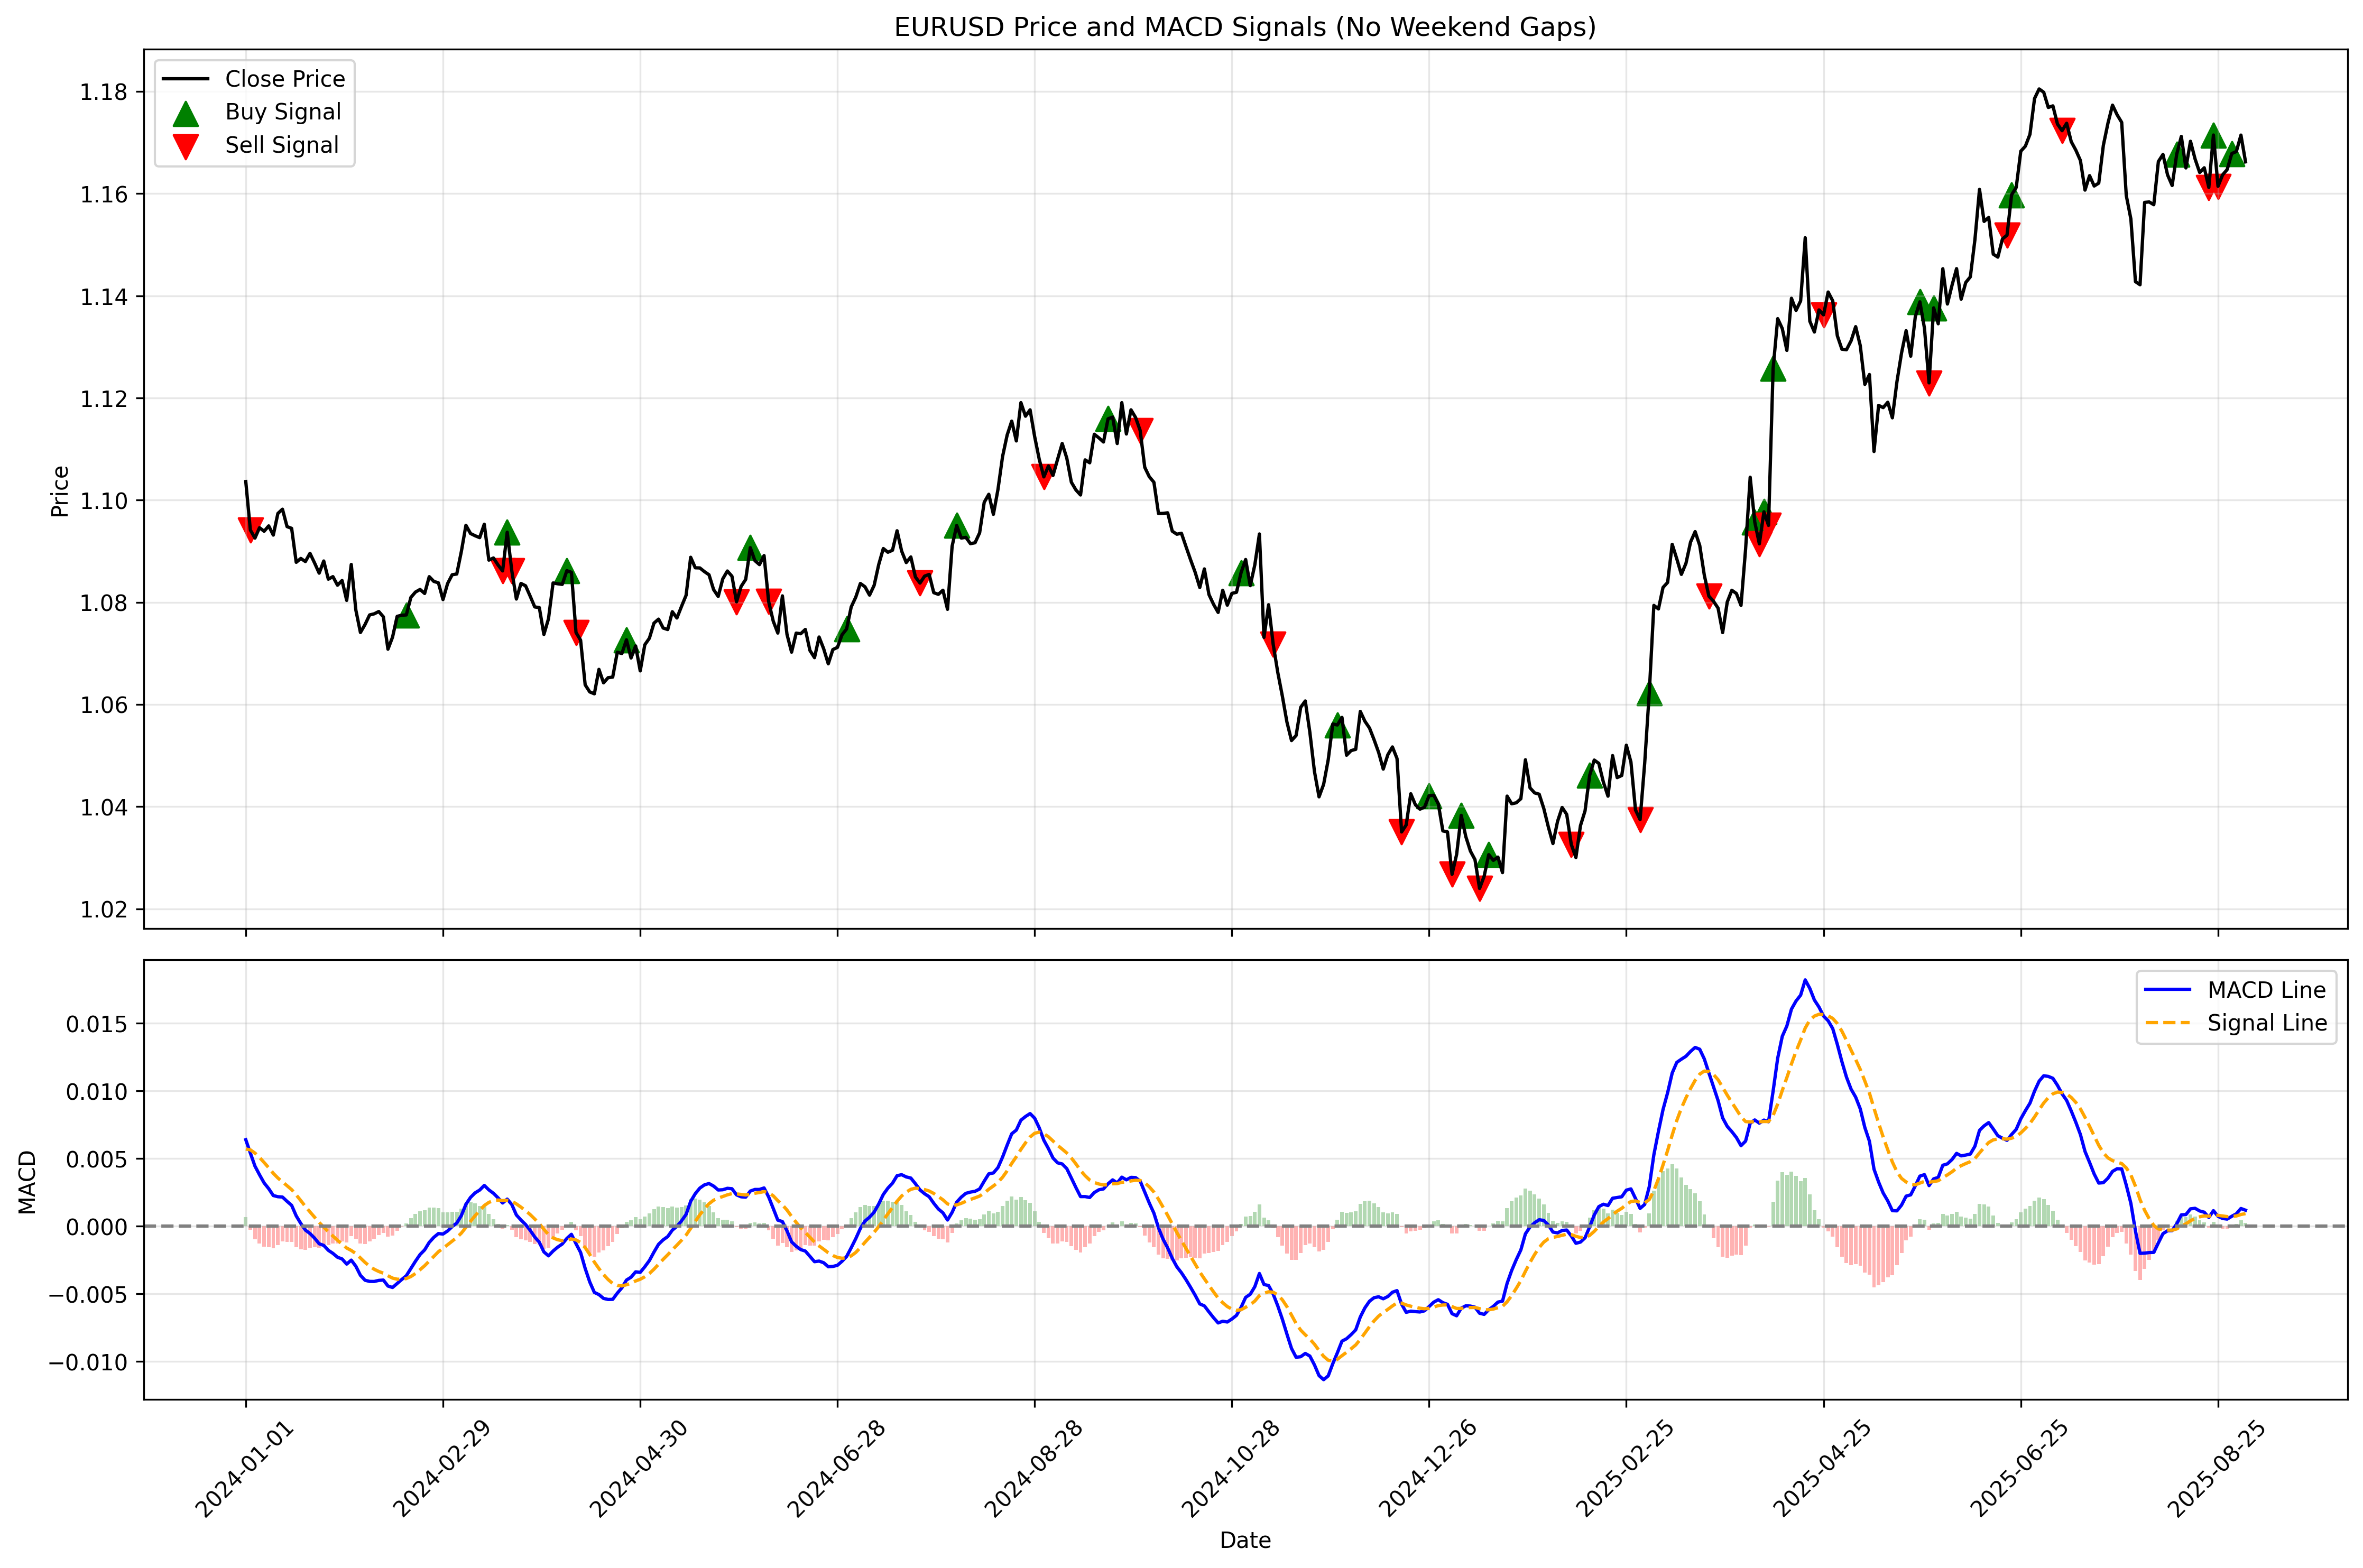 EURUSD Price and MACD Signals (No Weekend Gaps)
Close Price
Buy Signal
Sell Signal
Price
1.18
1.16
1.14
1.12
1.10
1.08
1.06
1.04
1.02
MACD Line
Signal Line
MACD
0.015
0.010
0.005
0.000
−0.005
−0.010
2024-01-01
2024-02-29
2024-04-30
2024-06-28
2024-08-28
2024-10-28
2024-12-26
2025-02-25
2025-04-25
2025-06-25
2025-08-25
Date